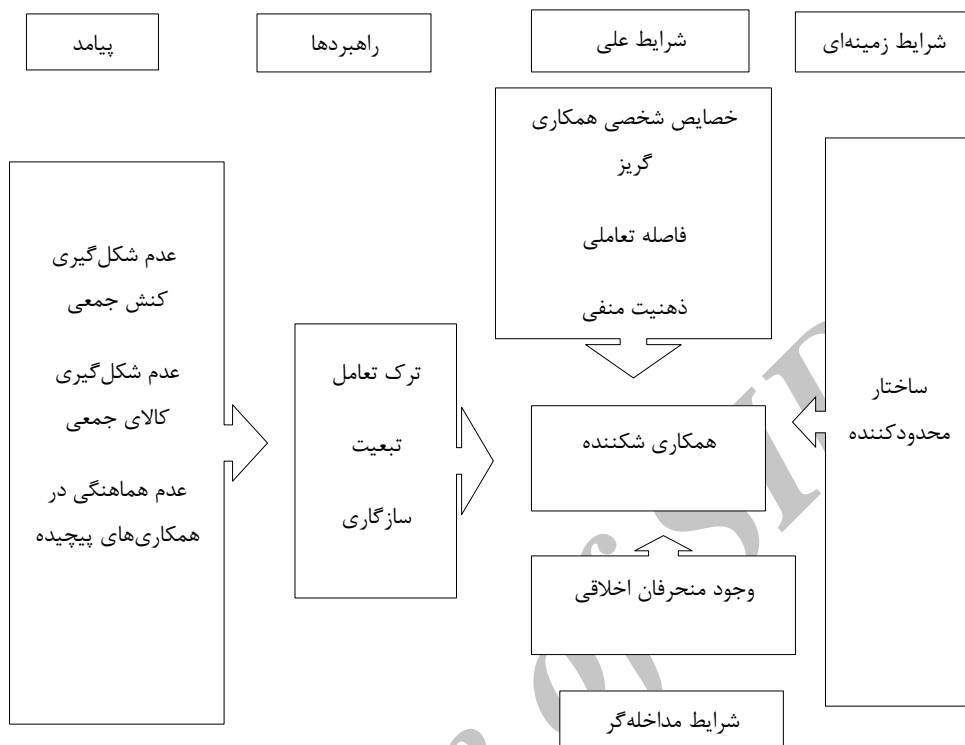 شرایط زمینه‌ای
شرایط علی
راهبردها
پیامد
خصایص شخصی همکاری
گریز
فاصله تعاملی
ذهنیت منفی
ساختار
محدودکننده
همکاری شکننده
وجود منحرفان اخلاقی
شرایط مداخله‌گر
ترک تعامل
تبعیت
سازگاری
عدم شکل‌گیری
کنش جمعی
عدم شکل‌گیری
کالای جمعی
عدم هماهنگی در
همکاری‌های پیچیده
of SID